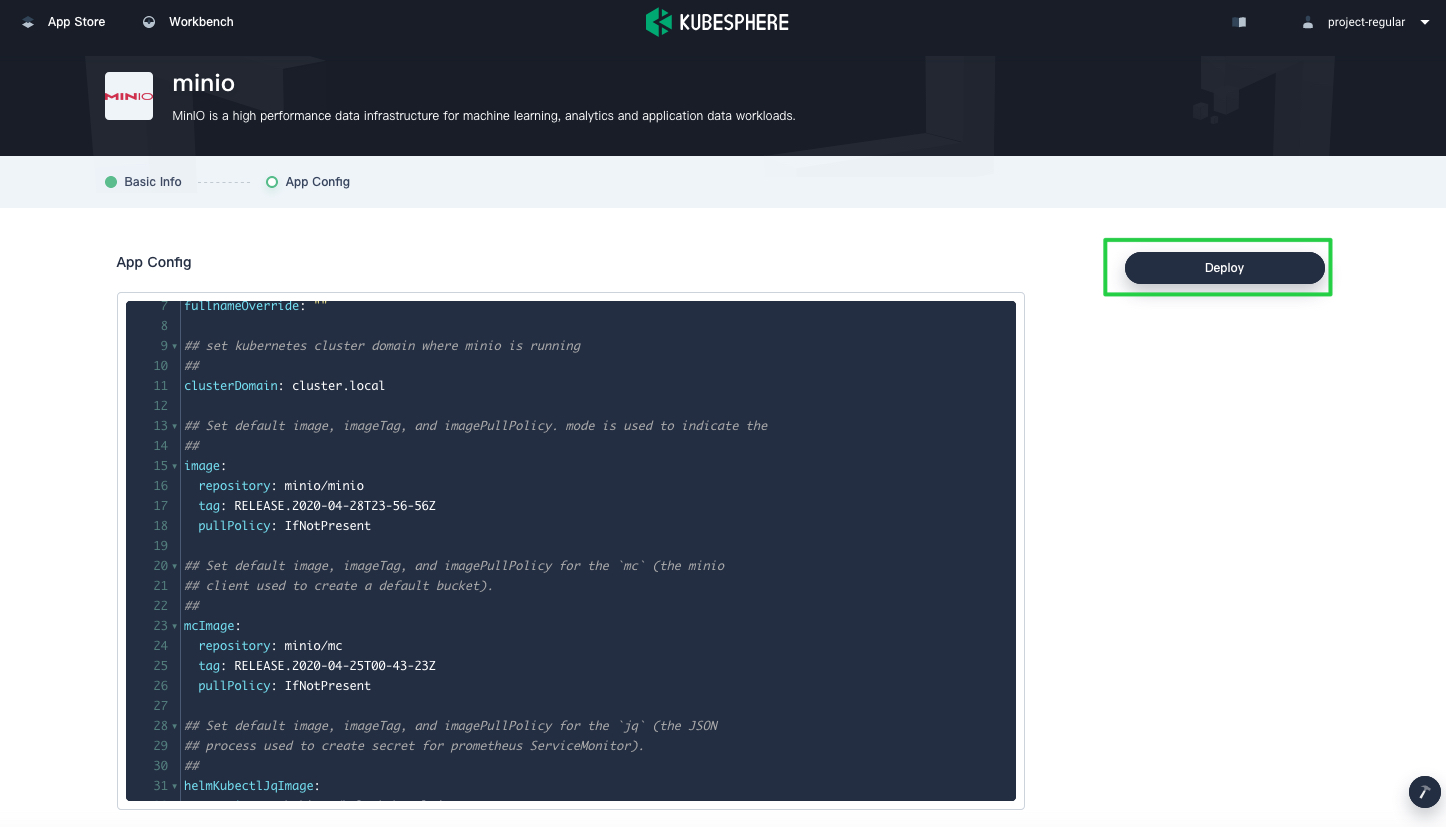 App Store
Workbench
KUBESPHERE
project-regular
MINIO
minio
MinIO is a high performance data infrastructure for machine learning, analytics and application data workloads.
Basic Info
App Config
App Config
Deploy
7 fullnameOverride: ""
8
9 ## set kubernetes cluster domain where minio is running
10 ##
11 clusterDomain: cluster.local
12
13 ## Set default image, imageTag, and imagePullPolicy. mode is used to indicate the
14 ##
15 image:
16 repository: minio/minio
17 tag: RELEASE.2020-04-28T23-56-56Z
18 pullPolicy: IfNotPresent
19
20 ## Set default image, imageTag, and imagePullPolicy for the `mc` (the minio
21 ## client used to create a default bucket).
22 ##
23 mcImage:
24 repository: minio/mc
25 tag: RELEASE.2020-04-25T00-43-23Z
26 pullPolicy: IfNotPresent
27
28 ## Set default image, imageTag, and imagePullPolicy for the `jq` (the JSON
29 ## process used to create secret for prometheus ServiceMonitor).
30 ##
31 helmKubectlJqImage: